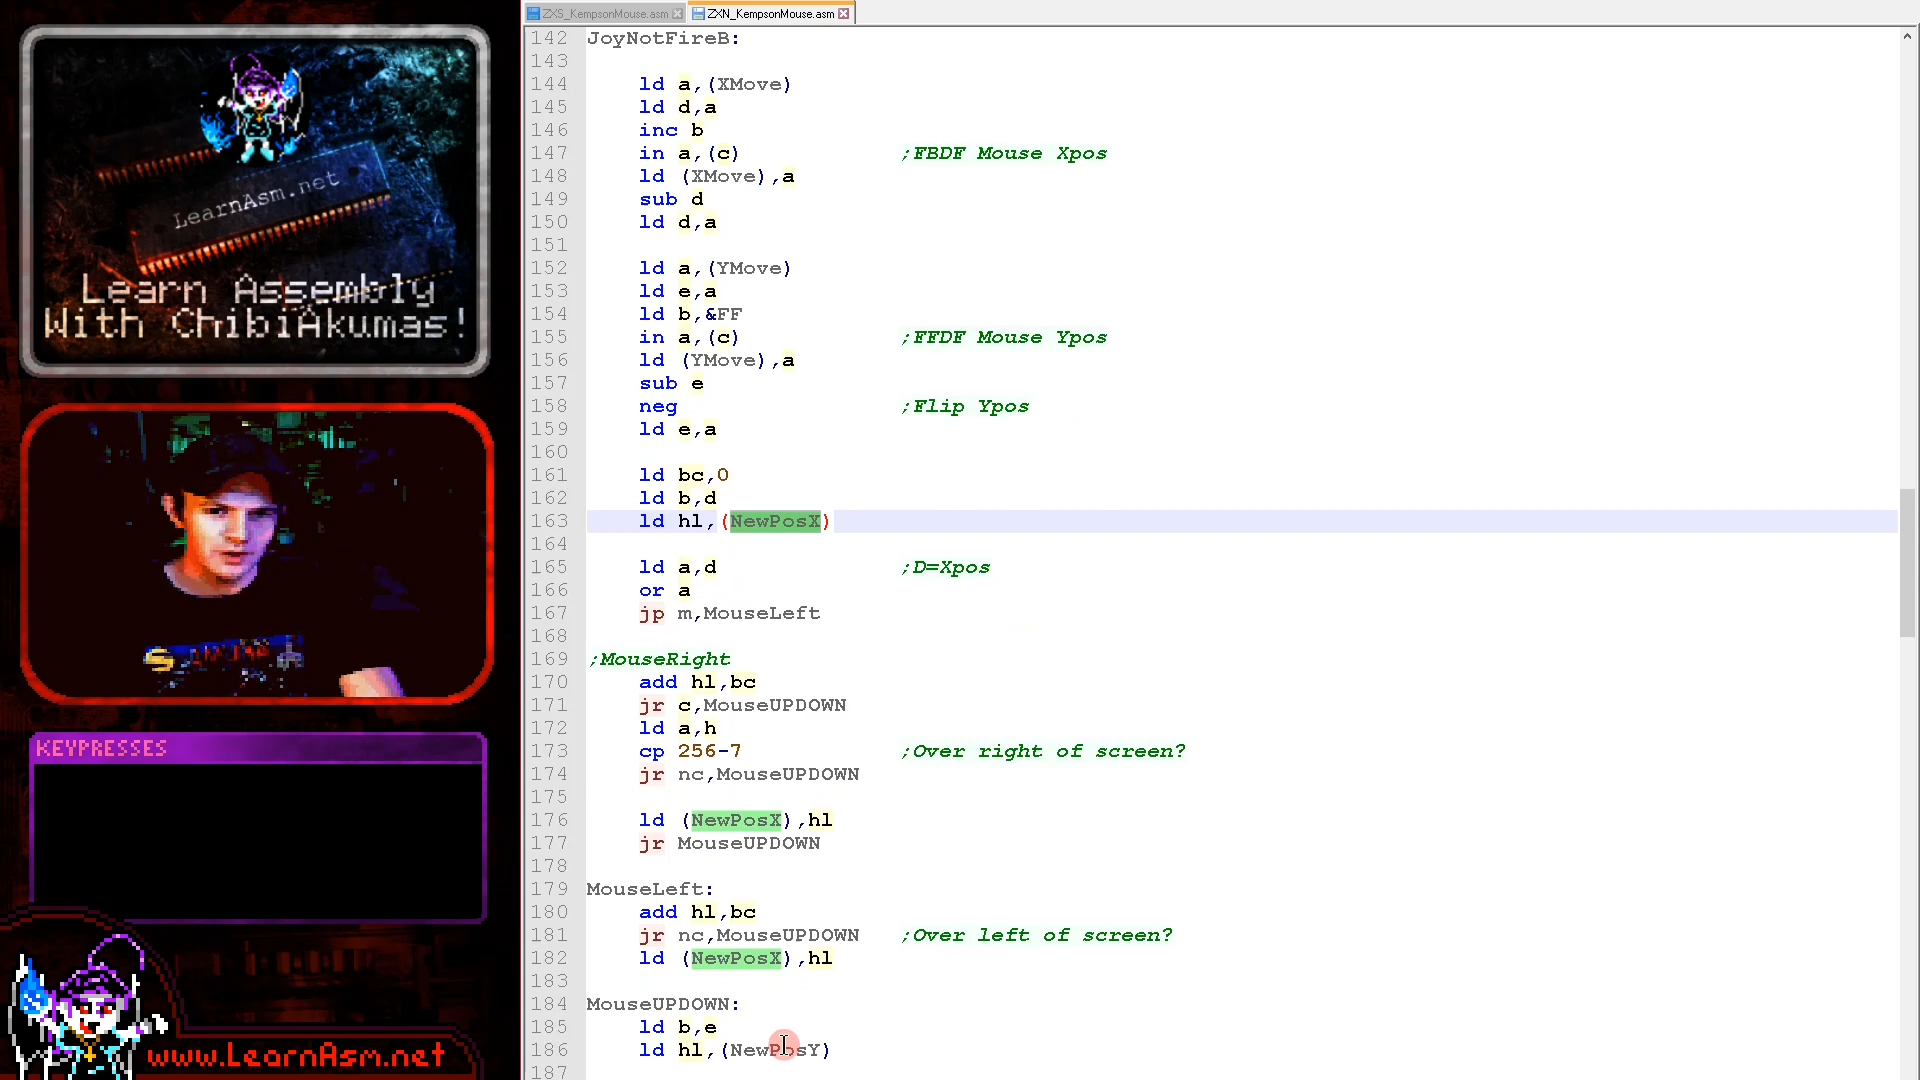 ZXS_KempsonMouse.asm ZXN_KempsonMouse.asm
LearnAsm.net
Learn Assembly
With ChibiAkumas!
KEYPRESSES
www.LearnAsm.net
142 JoyNotFireB:
143
144 ld a,(XMove)
145 ld d,a
146 inc b
147 in a,(c) ;FBDF Mouse Xpos
148 ld (XMove),a
149 sub d
150 ld d,a
151
152 ld a,(YMove)
153 ld e,a
154 ld b,&FF
155 in a,(c) ;FFDF Mouse Ypos
156 ld (YMove),a
157 sub e
158 neg ;Flip Ypos
159 ld e,a
160
161 ld bc,0
162 ld b,d
163 ld hl,(NewPosX)
164
165 ld a,d ;D=Xpos
166 or a
167 jp m,MouseLeft
168
169 ;MouseRight
170 add hl,bc
171 jr c,MouseUPDOWN
172 ld a,h
173 cp 256-7 ;Over right of screen?
174 jr nc,MouseUPDOWN
175
176 ld (NewPosX),hl
177 jr MouseUPDOWN
178
179 MouseLeft:
180 add hl,bc
181 jr nc,MouseUPDOWN ;Over left of screen?
182 ld (NewPosX),hl
183
184 MouseUPDOWN:
185 ld b,e
186 ld hl,(NewPosY)
187